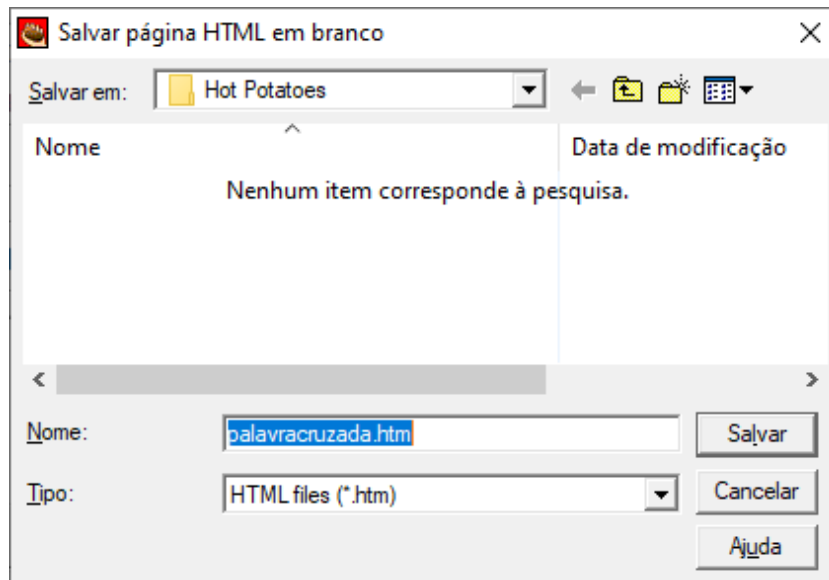 Salvar página HTML em branco
Salvar em: Hot Potatoes
Nome Data de modificação
Nenhum item corresponde à pesquisa.
Nome: palavracruzada.htm Salvar
Tipo: HTML files (*.htm) Cancelar
Ajuda